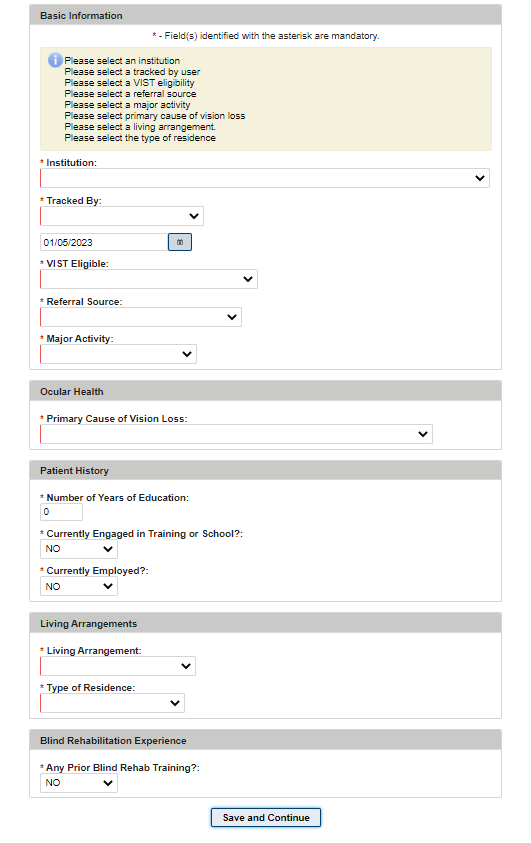 Basic Information
* - Field(s) identified with the asterisk are mandatory.
Please select an institution
Please select a tracked by user
Please select a VIST eligibility
Please select a referral source
Please select a major activity
Please select primary cause of vision loss
Please select a living arrangement.
Please select the type of residence
* Institution:
* Tracked By:
01/05/2023
* VIST Eligible:
* Referral Source:
* Major Activity:
Ocular Health
* Primary Cause of Vision Loss:
Patient History
* Number of Years of Education:
0
* Currently Engaged in Training or School?:
NO
* Currently Employed?:
NO
Living Arrangements
* Living Arrangement:
* Type of Residence:
Blind Rehabilitation Experience
* Any Prior Blind Rehab Training?:
NO
Save and Continue